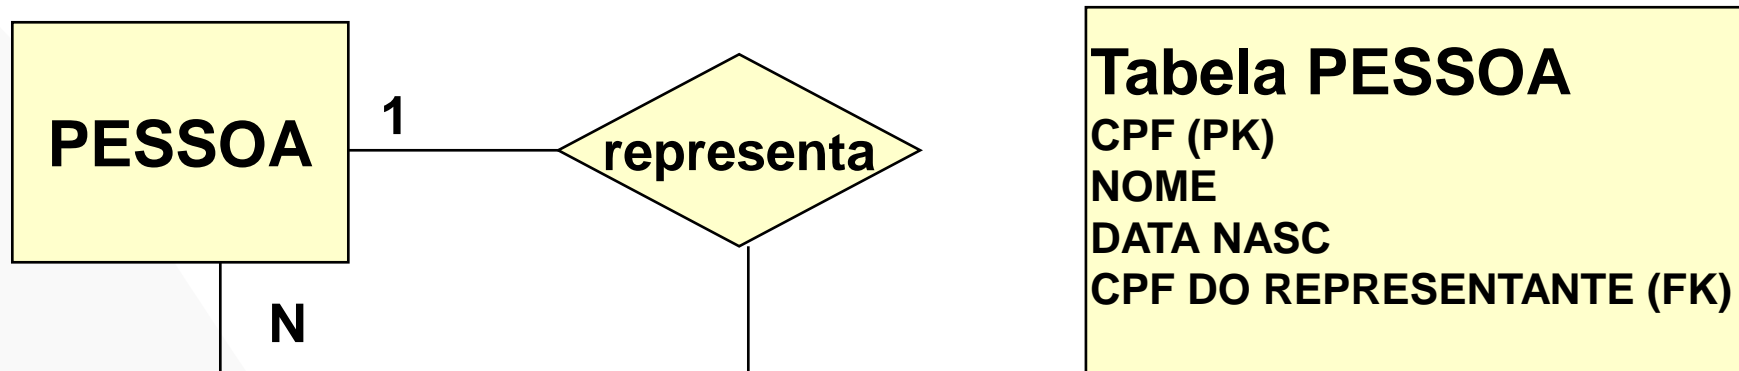 PESSOA
1
representa
N
Tabela PESSOA
CPF (PK)
NOME
DATA NASC
CPF DO REPRESENTANTE (FK)